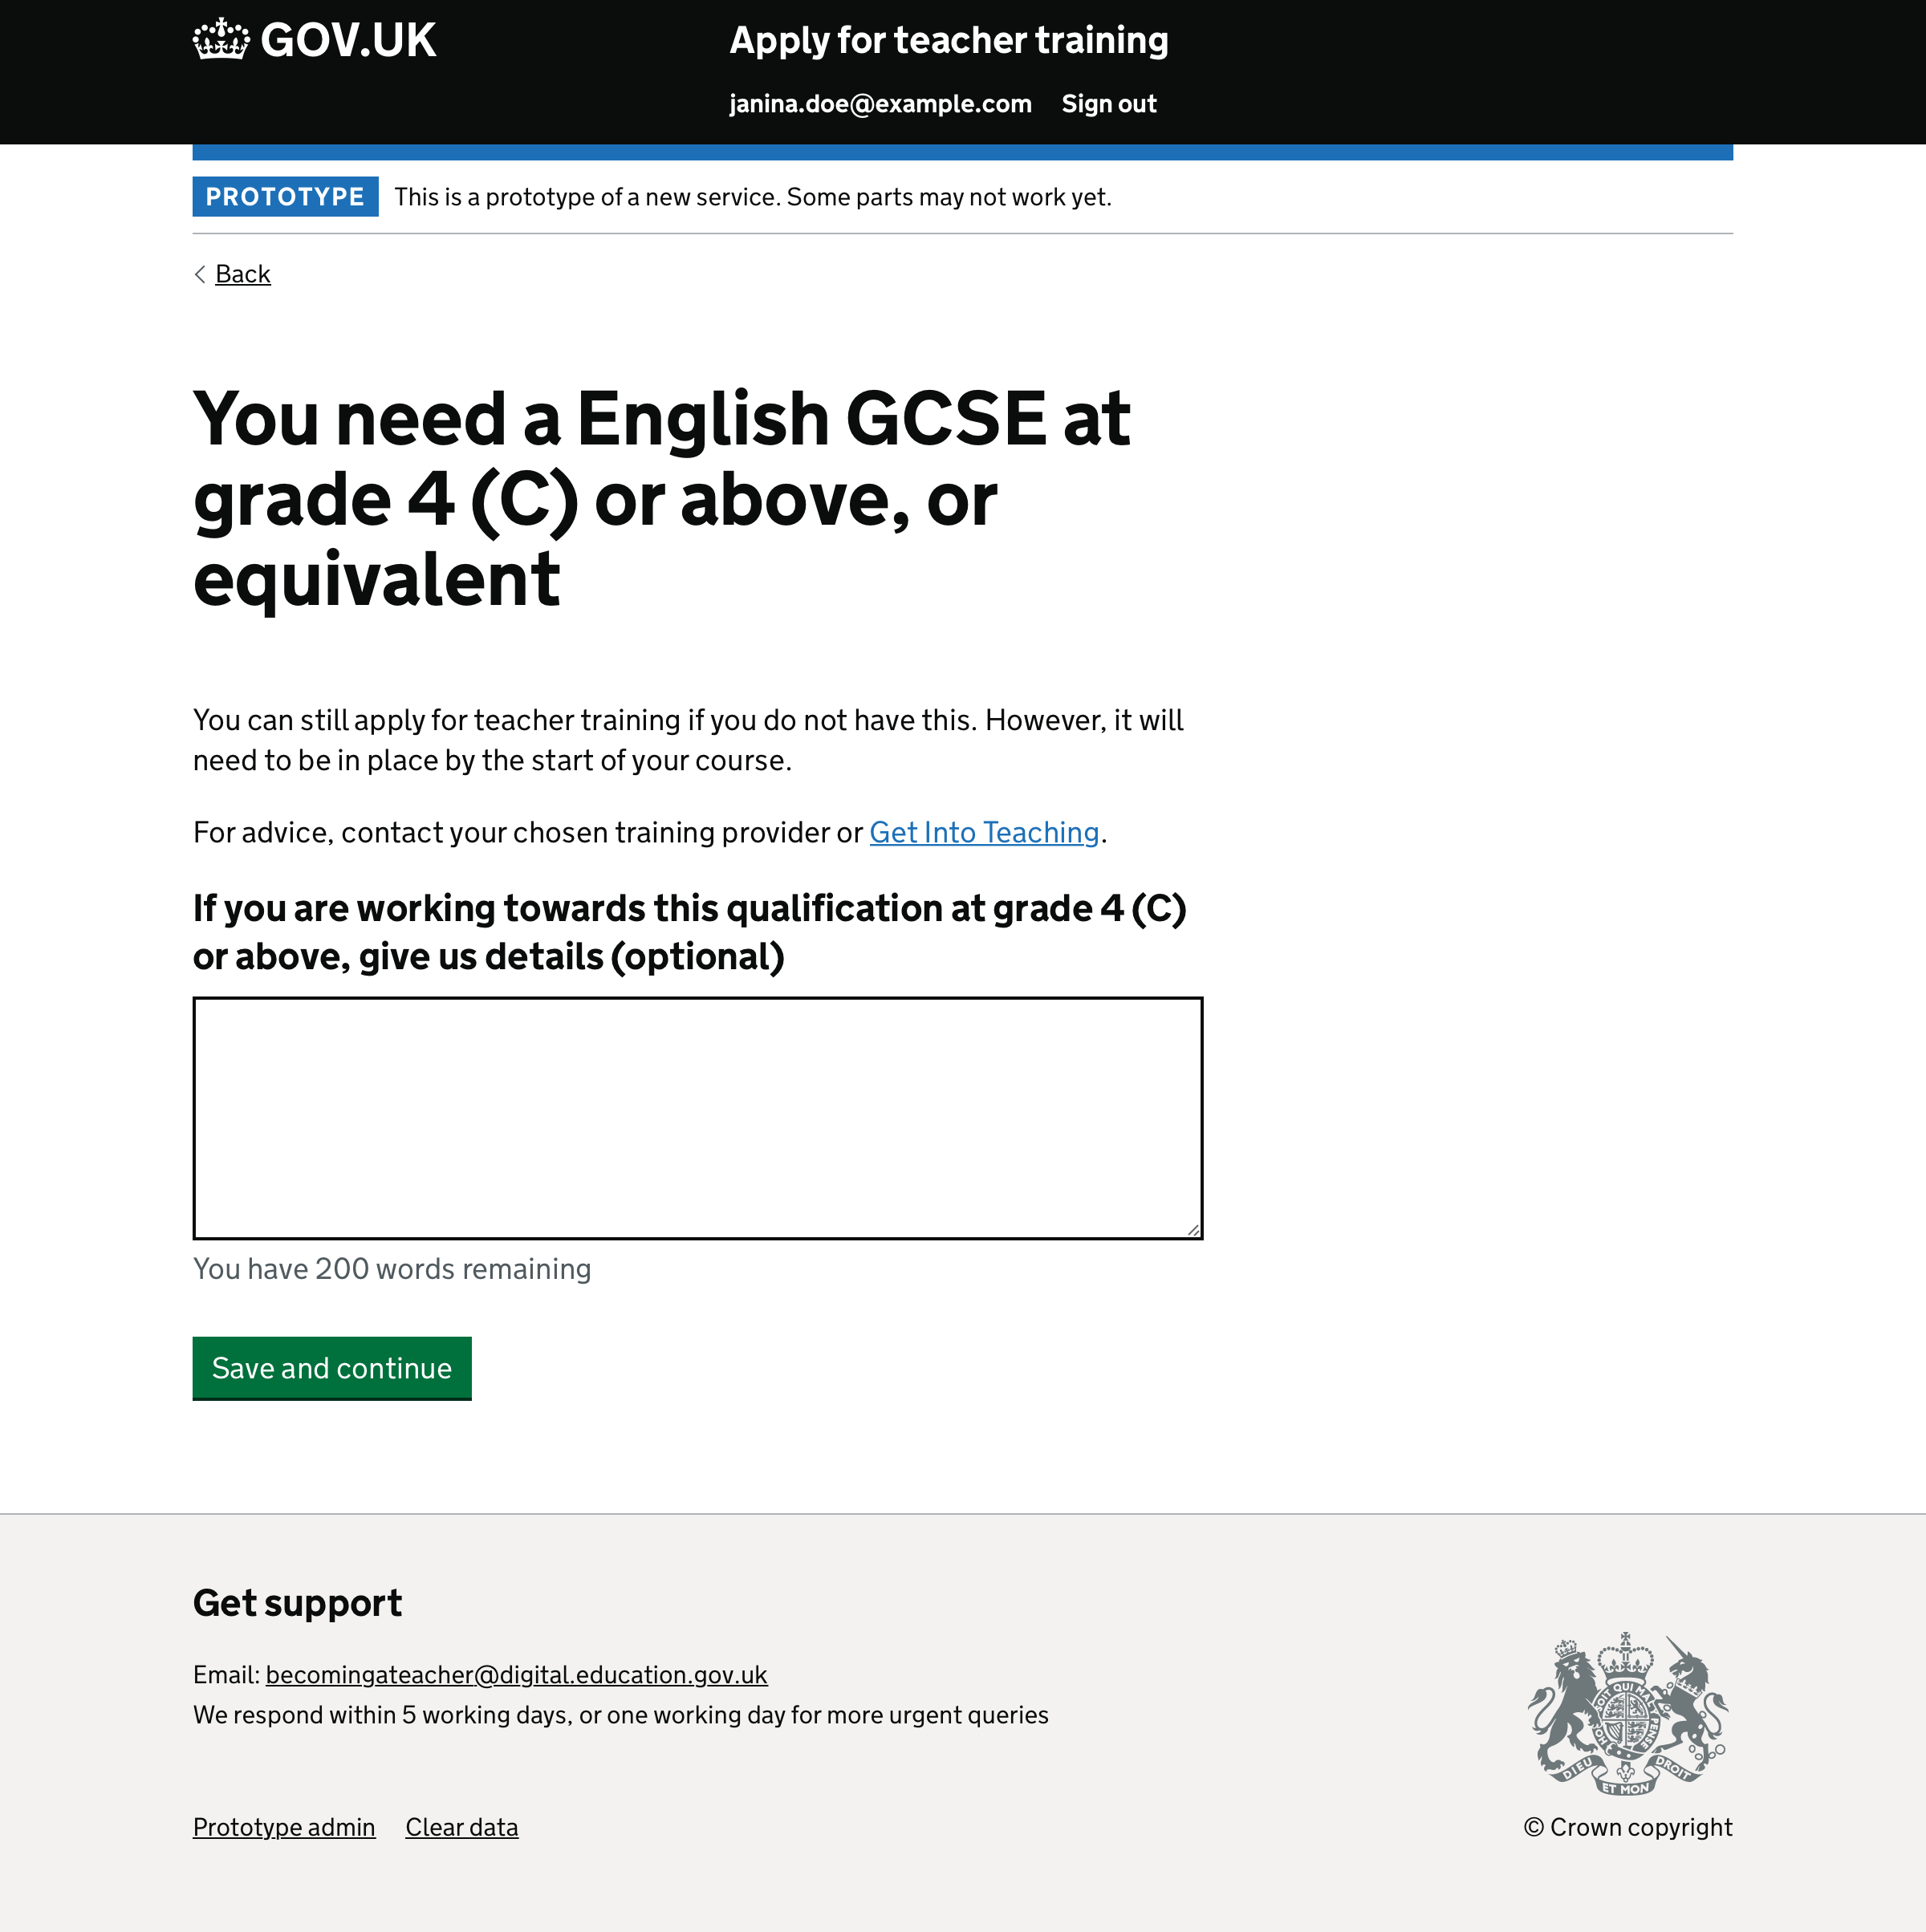 GOV.UK
Apply for teacher training
janina.doe@example.com Sign out
PROTOTYPE This is a prototype of a new service. Some parts may not work yet.
Back
You need a English GCSE at
grade 4 (C) or above, or
equivalent
You can still apply for teacher training if you do not have this. However, it will
need to be in place by the start of your course.
For advice, contact your chosen training provider or Get Into Teaching.
If you are working towards this qualification at grade 4 (C)
or above, give us details (optional)
You have 200 words remaining
Save and continue
Get support
Email: becomingateacher@digital.education.gov.uk
We respond within 5 working days, or one working day for more urgent queries
DIEU ET MON DROIT
Prototype admin Clear data
© Crown copyright